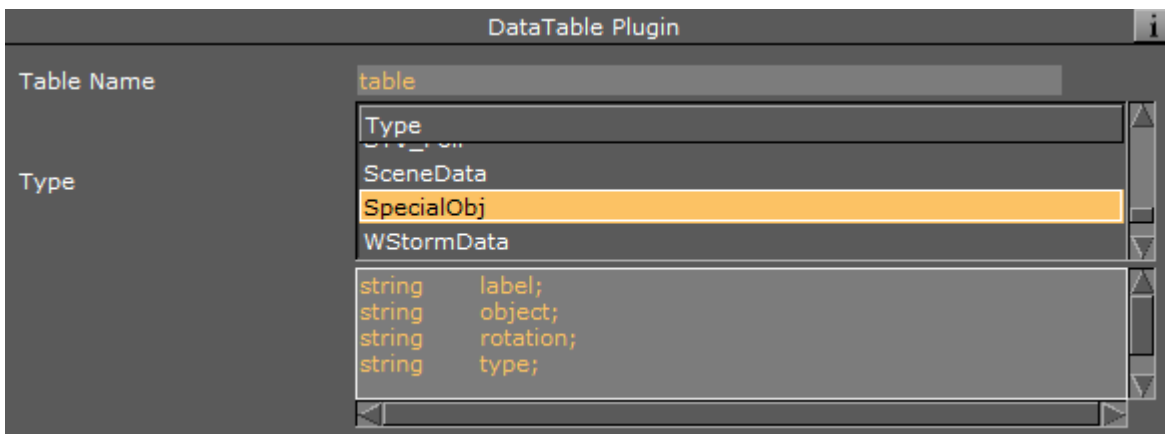 DataTable Plugin
i
Table Name
table
Type
Type
SceneData
SpecialObj
WStormData
string label;
string object;
string rotation;
string type;